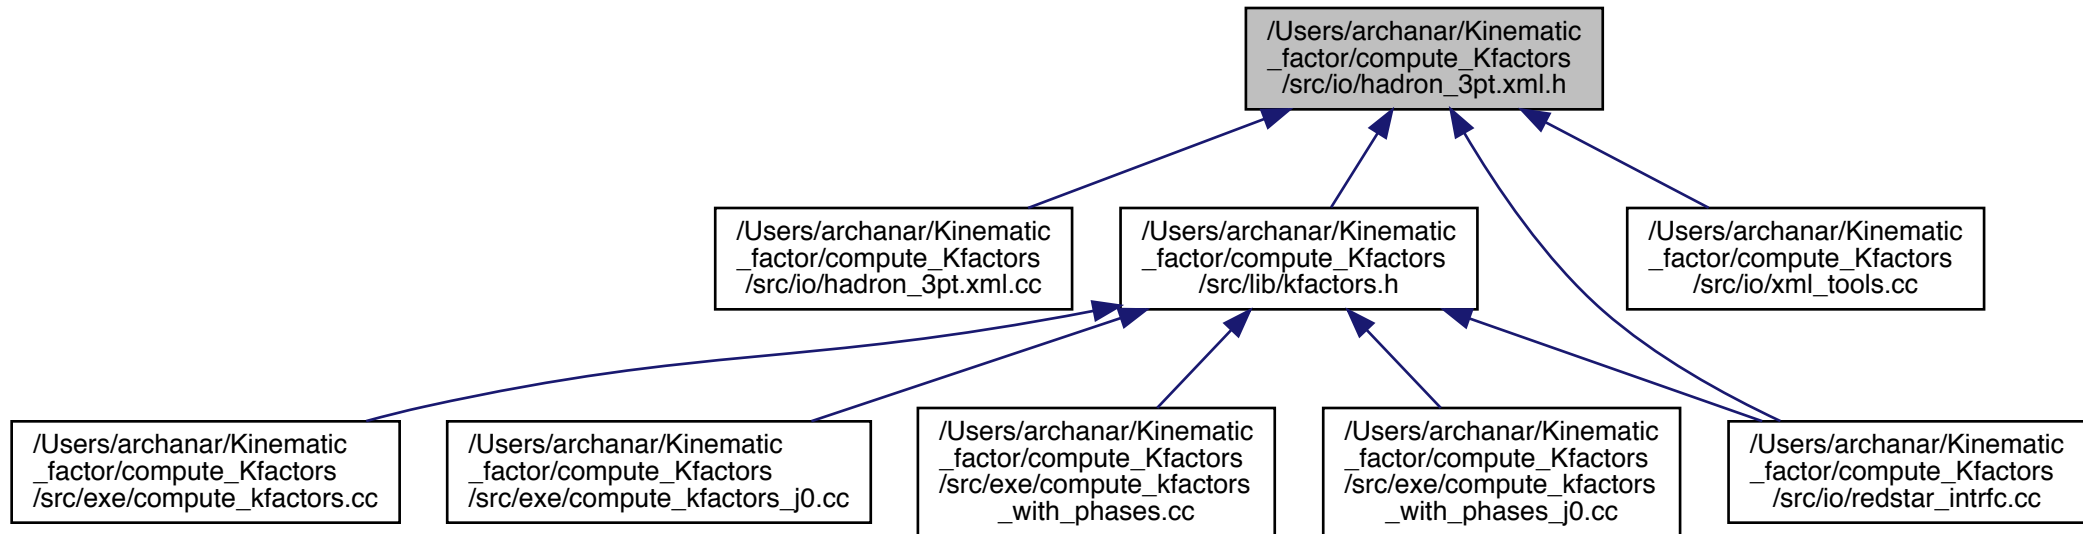 /Users/archanar/Kinematic
_factor/compute_Kfactors
/src/io/hadron_3pt.xml.h
/Users/archanar/Kinematic
_factor/compute_Kfactors
/src/io/hadron_3pt.xml.cc
/Users/archanar/Kinematic
_factor/compute_Kfactors
/src/lib/kfactors.h
/Users/archanar/Kinematic
_factor/compute_Kfactors
/src/io/xml_tools.cc
/Users/archanar/Kinematic
_factor/compute_Kfactors
/src/exe/compute_kfactors.cc
/Users/archanar/Kinematic
_factor/compute_Kfactors
/src/exe/compute_kfactors_j0.cc
/Users/archanar/Kinematic
_factor/compute_Kfactors
/src/exe/compute_kfactors
_with_phases.cc
/Users/archanar/Kinematic
_factor/compute_Kfactors
/src/exe/compute_kfactors
_with_phases_j0.cc
/Users/archanar/Kinematic
_factor/compute_Kfactors
/src/io/redstar_intrfc.cc